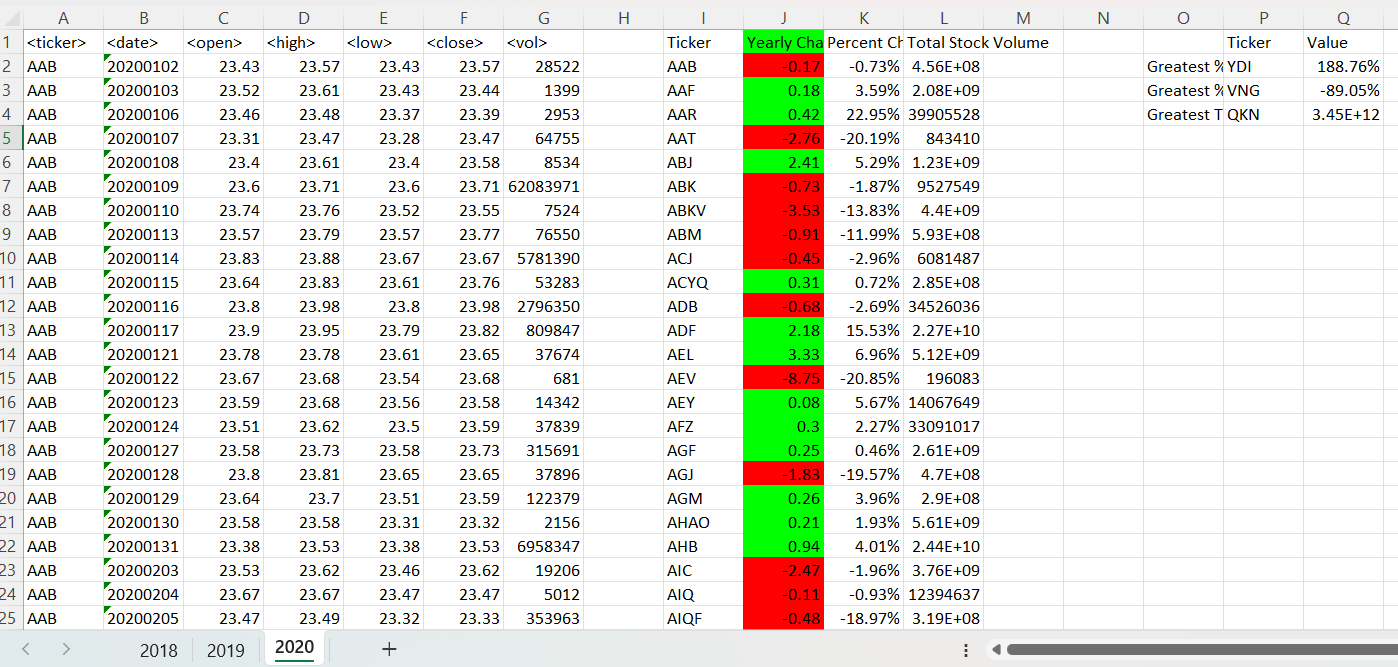 A B C D E F G H I J K L M N O P Q
1 <ticker> <date> <open> <high> <low> <close> <vol> Ticker Yearly Cha Percent Ch Total Stock Volume Ticker Value
2 AAB 20200102 23.43 23.57 23.43 23.57 28522 AAB -0.17 -0.73% 4.56E+08 Greatest % YDI 188.76%
3 AAB 20200103 23.52 23.61 23.43 23.44 1399 AAF 0.18 3.59% 2.08E+09 Greatest % VNG -89.05%
4 AAB 20200106 23.46 23.48 23.37 23.39 2953 AAR 0.42 22.95% 39905528 Greatest T QKN 3.45E+12
5 AAB 20200107 23.31 23.47 23.28 23.47 64755 AAT -2.76 -20.19% 843410
6 AAB 20200108 23.4 23.61 23.4 23.58 8534 ABJ 2.41 5.29% 1.23E+09
7 AAB 20200109 23.6 23.71 23.6 23.71 62083971 ABK -0.73 -1.87% 9527549
8 AAB 20200110 23.74 23.76 23.52 23.55 7524 ABKV -3.53 -13.83% 4.4E+09
9 AAB 20200113 23.57 23.79 23.57 23.77 76550 ABM -0.91 -11.99% 5.93E+08
10 AAB 20200114 23.83 23.88 23.67 23.67 5781390 ACJ -0.45 -2.96% 6081487
11 AAB 20200115 23.64 23.83 23.61 23.76 53283 ACYQ 0.31 0.72% 2.85E+08
12 AAB 20200116 23.8 23.98 23.8 23.98 2796350 ADB -0.68 -2.69% 34526036
13 AAB 20200117 23.9 23.95 23.79 23.82 809847 ADF 2.18 15.53% 2.27E+10
14 AAB 20200121 23.78 23.78 23.61 23.65 37674 AEL 3.33 6.96% 5.12E+09
15 AAB 20200122 23.67 23.68 23.54 23.68 681 AEV -8.75 -20.85% 196083
16 AAB 20200123 23.59 23.68 23.56 23.58 14342 AEY 0.08 5.67% 14067649
17 AAB 20200124 23.51 23.62 23.5 23.59 37839 AFZ 0.3 2.27% 33091017
18 AAB 20200127 23.58 23.73 23.58 23.73 315691 AGF 0.25 0.46% 2.61E+09
19 AAB 20200128 23.8 23.81 23.65 23.65 37896 AGJ -1.83 -19.57% 4.7E+08
20 AAB 20200129 23.64 23.7 23.51 23.59 122379 AGM 0.26 3.96% 2.9E+08
21 AAB 20200130 23.58 23.58 23.31 23.32 2156 AHAO 0.21 1.93% 5.61E+09
22 AAB 20200131 23.38 23.53 23.38 23.53 6958347 AHB 0.94 4.01% 2.44E+10
23 AAB 20200203 23.53 23.62 23.46 23.62 19206 AIC -2.47 -1.96% 3.76E+09
24 AAB 20200204 23.67 23.67 23.47 23.47 5012 AIQ -0.11 -0.93% 12394637
25 AAB 20200205 23.47 23.49 23.32 23.33 353963 AIQF -0.48 -18.97% 3.19E+08
2018 2019 2020 +